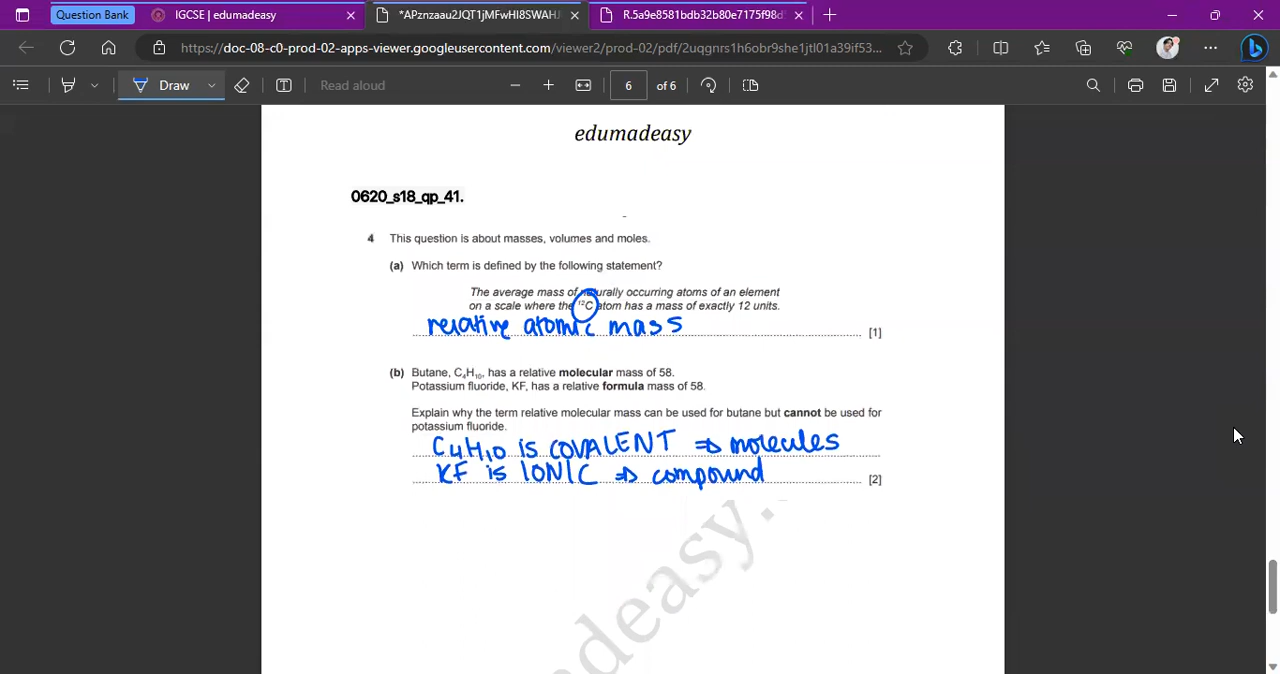 Question Bank
IGCSE | edumadeasy
*APznzaau2JQT1jMFwHI8SWAH
R.5a9e8581bdb32b80e7175f98d
https://doc-08-c0-prod-02-apps-viewer.googleusercontent.com/viewer2/prod-02/pdf/2uqgnrs1h6obr9she1jtl01a39if53...
Draw
Read aloud
6 of 6
edumadeasy
0620_s18_qp_41.
4 This question is about masses, volumes and moles.
(a) Which term is defined by the following statement?
The average mass of naturally occurring atoms of an element
on a scale where the ¹²C atom has a mass of exactly 12 units.
relative atomic mass
[1]
(b) Butane, C₄H₁₀, has a relative molecular mass of 58.
Potassium fluoride, KF, has a relative formula mass of 58.
Explain why the term relative molecular mass can be used for butane but cannot be used for
potassium fluoride.
C4H10 is COVALENT ⇒ molecules
KF is IONIC ⇒ compound
[2]
deasy.